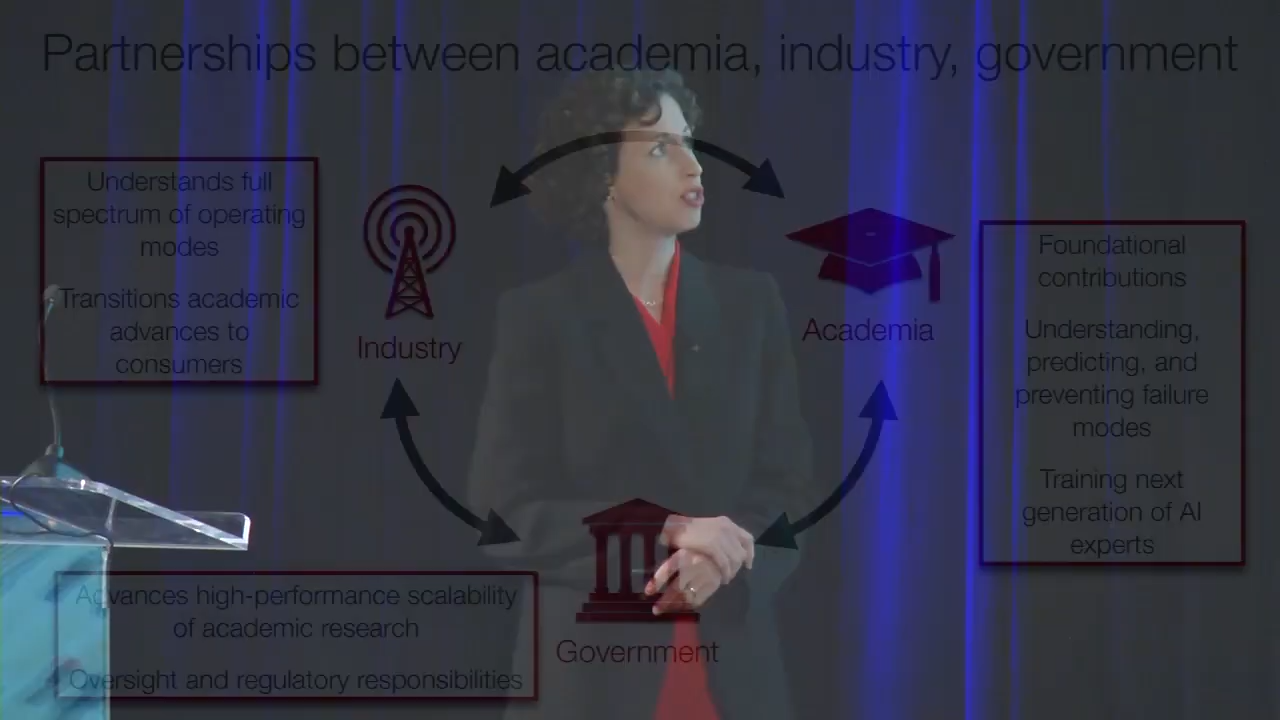 Partnerships between academia, industry, government
Understands full
spectrum of operating
modes
Transitions academic
advances to
consumers
Industry
Academia
Foundational
contributions
Understanding,
predicting, and
preventing failure
modes
Training next
generation of AI
experts
Advances high-performance scalability
of academic research
Oversight and regulatory responsibilities
Government